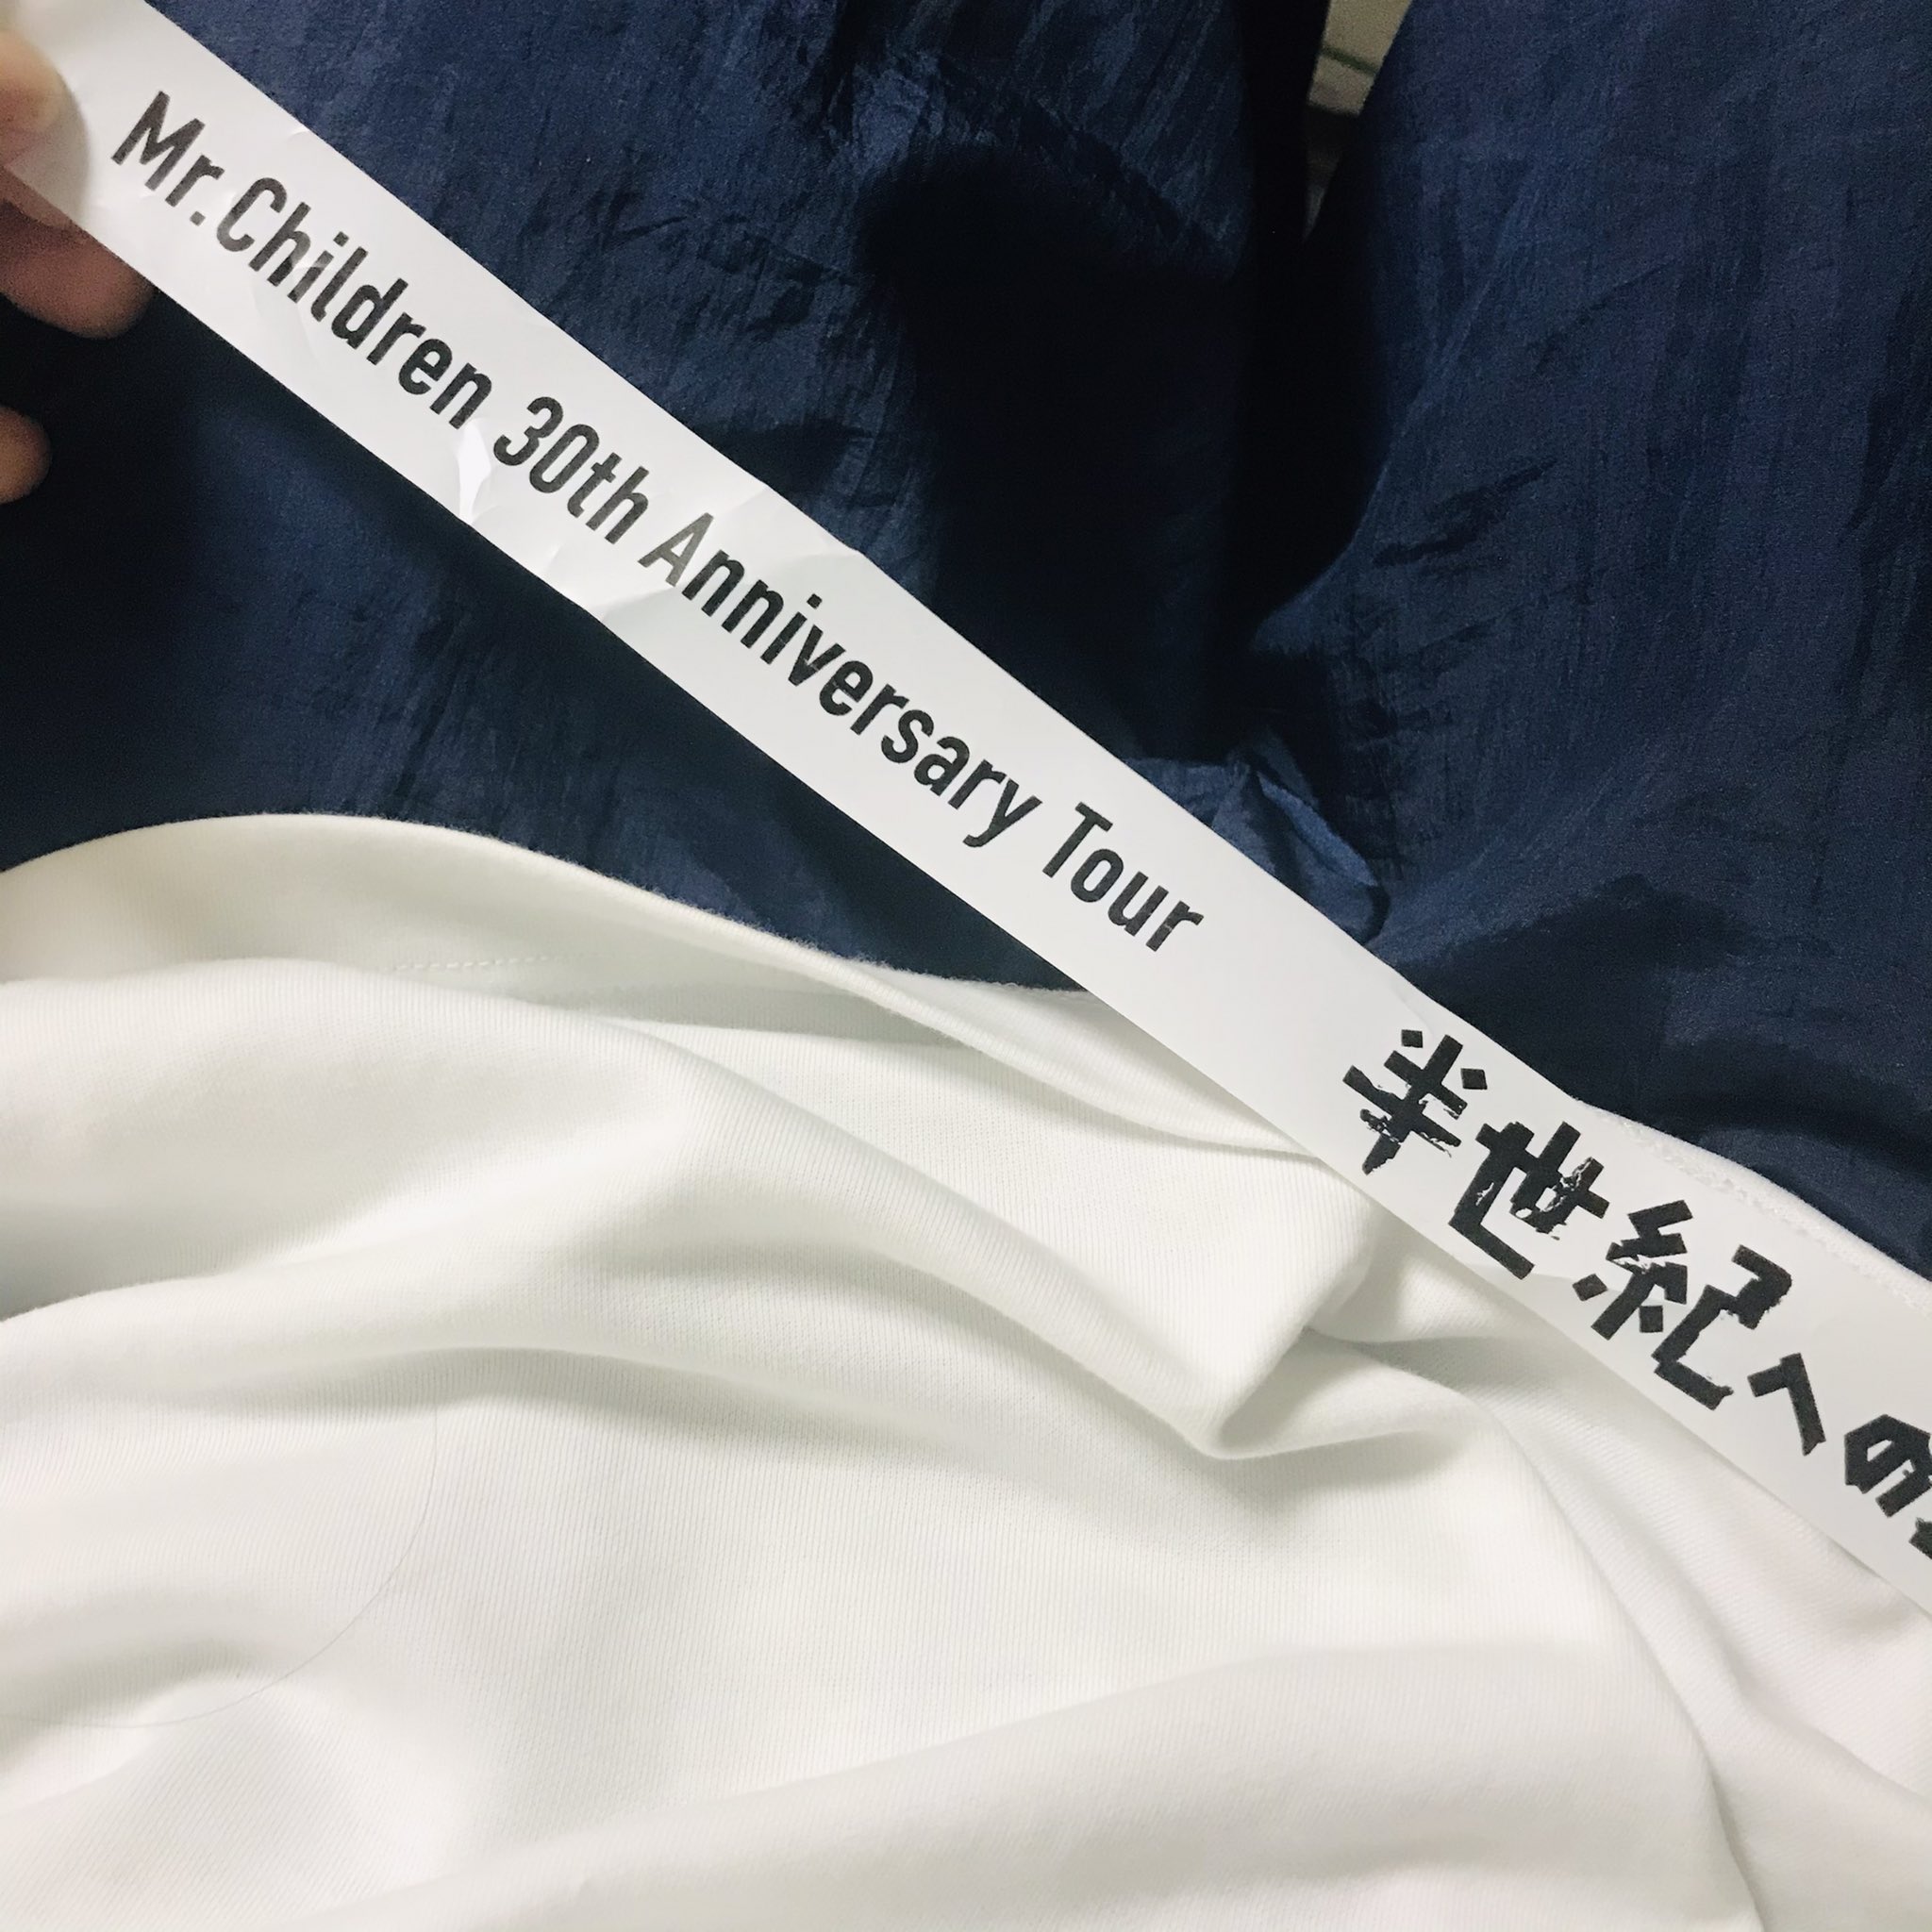 Mr.Children 30th Anniversary Tour 半世紀への